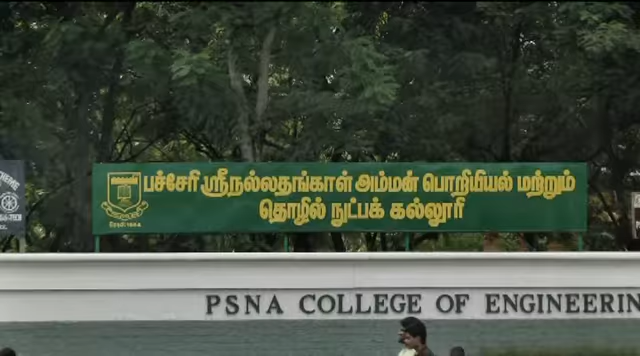 பச்சேரி ஸ்ரீநல்லதங்காள் அம்மன் பொறியியல் மற்றும்
தொழில் நுட்பக் கல்லூரி
PSNA COLLEGE OF ENGINEERIN